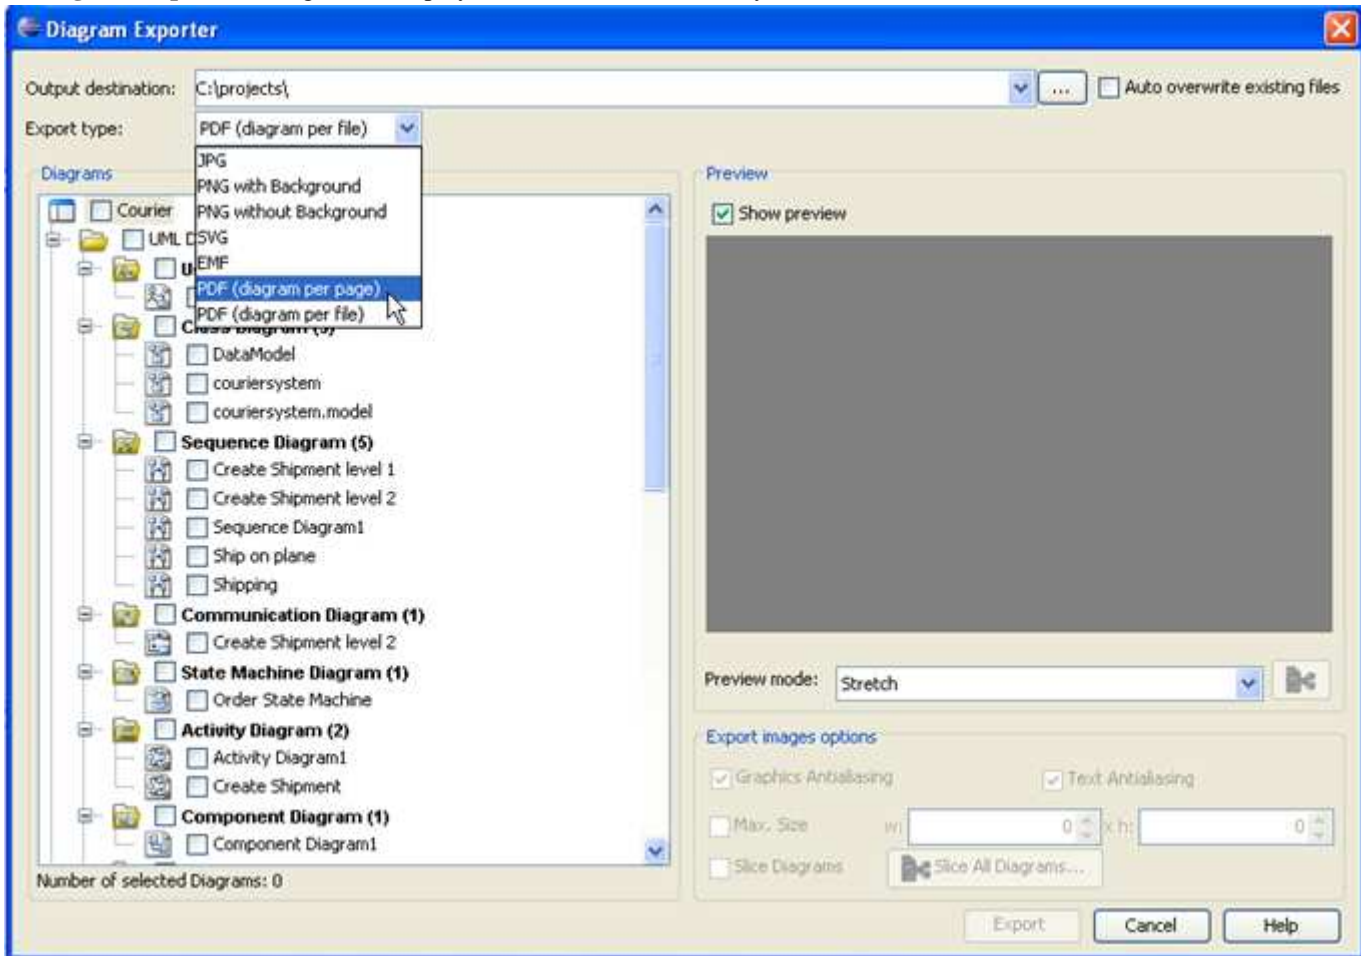 Diagram Exporter
Output destination: C:\projects\ ... Auto overwrite existing files
Export type: PDF (diagram per file)
JPG
PNG with Background
PNG without Background
SVG
EMF
PDF (diagram per page)
PDF (diagram per file)
Diagrams
Courier
UML
Class Diagram (3)
DataModel
couriersystem
couriersystem.model
Sequence Diagram (5)
Create Shipment level 1
Create Shipment level 2
Sequence Diagram1
Ship on plane
Shipping
Communication Diagram (1)
Create Shipment level 2
State Machine Diagram (1)
Order State Machine
Activity Diagram (2)
Activity Diagram1
Create Shipment
Component Diagram (1)
Component Diagram1
Number of selected Diagrams: 0
Preview
Show preview
Preview mode: Stretch
Export images options
Graphics Antialiasing Text Antialiasing
Max. Size w: 0 x h: 0
Slice Diagrams Slice All Diagrams...
Export Cancel Help